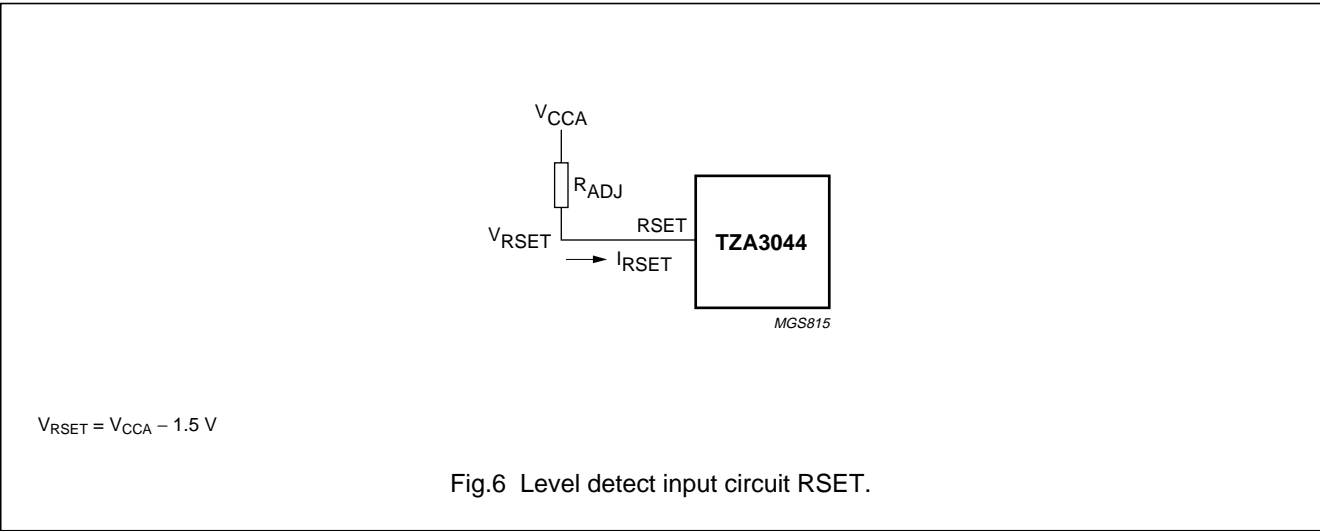 VCCA
RADJ
VRSET
RSET
IRSET
TZA3044
MGS815
VRSET = VCCA − 1.5 V
Fig.6 Level detect input circuit RSET.